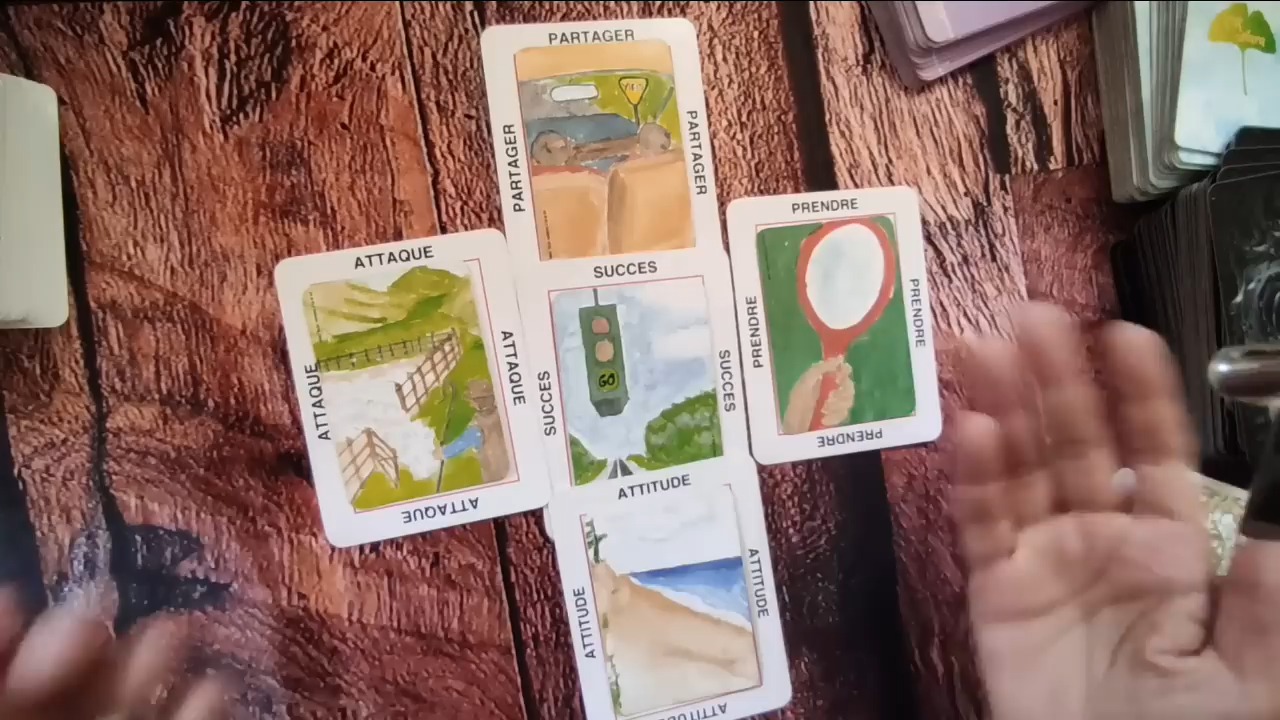 PARTAGER
PARTAGER
PARTAGER
ATTAQUE
ATTAQUE
ATTAQUE
ATTAQUE
SUCCES
SUCCES
SUCCES
GO
PRENDRE
PRENDRE
PRENDRE
PRENDRE
ATTITUDE
ATTITUDE
ATTITUDE